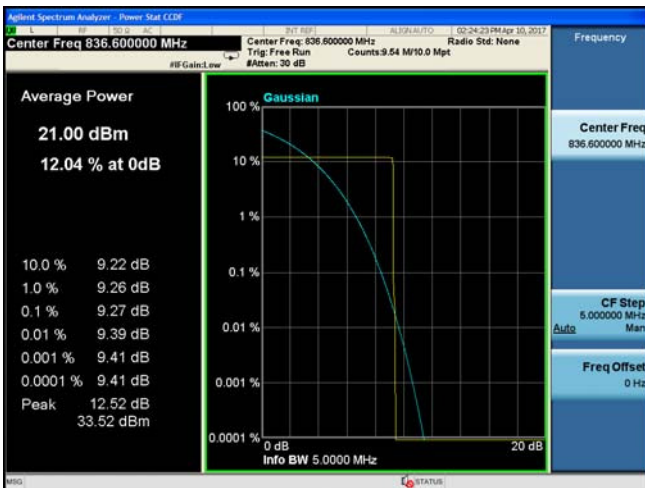 Agilent Spectrum Analyzer - Power Stat CCDF
L RF 50 Ω AC INT REF ALIGN AUTO 02:24:23 PM Apr 10, 2017
Center Freq 836.600000 MHz
Center Freq: 836.600000 MHz Radio Std: None
Trig: Free Run Counts:9.54 M/10.0 Mpt
#IFGain:Low #Atten: 30 dB
Frequency
Average Power
21.00 dBm
12.04 % at 0dB
10.0 % 9.22 dB
1.0 % 9.26 dB
0.1 % 9.27 dB
0.01 % 9.39 dB
0.001 % 9.41 dB
0.0001 % 9.41 dB
Peak 12.52 dB
33.52 dBm
Gaussian
100 %
10 %
1 %
0.1 %
0.01 %
0.001 %
0.0001 %
0 dB 20 dB
Info BW 5.0000 MHz
Center Freq
836.600000 MHz
CF Step
5.000000 MHz
Auto Man
Freq Offset
0 Hz
MSG STATUS